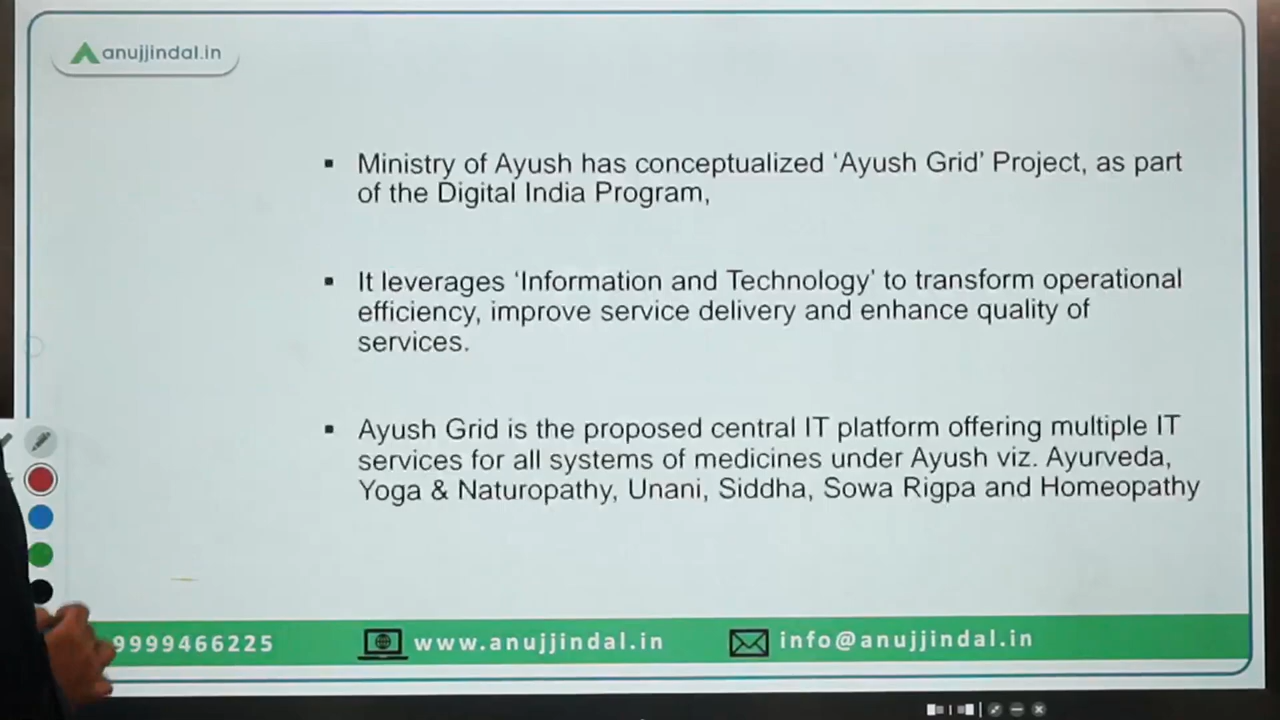 anujjindal.in
▪ Ministry of Ayush has conceptualized ‘Ayush Grid’ Project, as part
of the Digital India Program,
▪ It leverages ‘Information and Technology’ to transform operational
efficiency, improve service delivery and enhance quality of
services.
▪ Ayush Grid is the proposed central IT platform offering multiple IT
services for all systems of medicines under Ayush viz. Ayurveda,
Yoga & Naturopathy, Unani, Siddha, Sowa Rigpa and Homeopathy
9999466225 www.anujjindal.in info@anujjindal.in